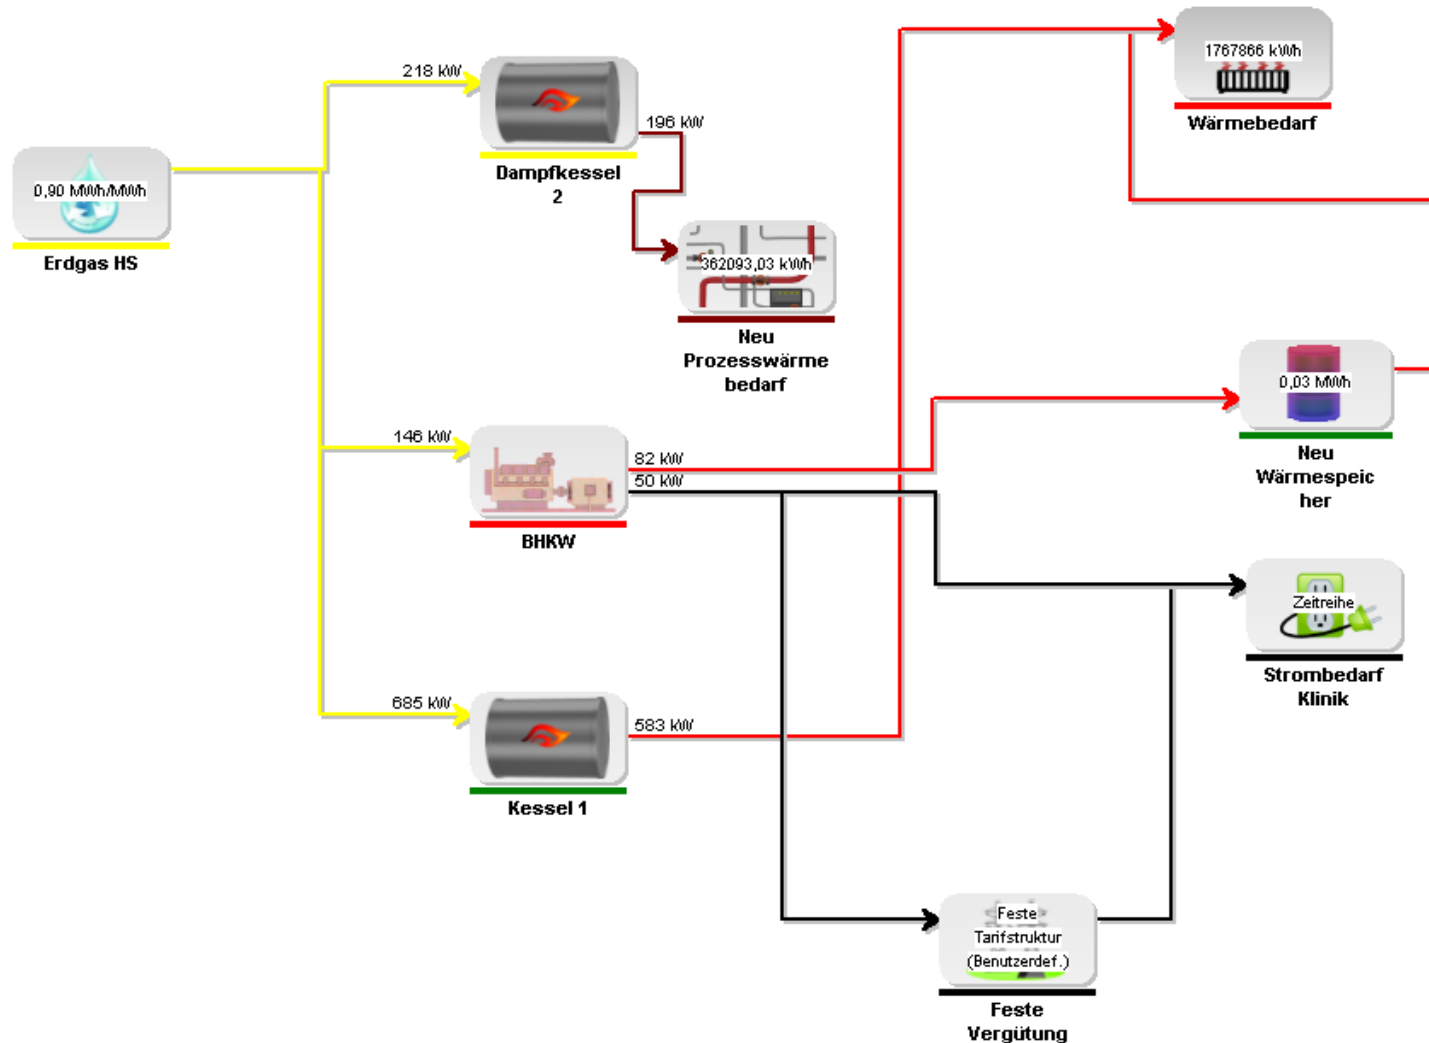 1767866 kWh
Wärmebedarf
218 kW
196 kW
Dampfkessel
2
0,90 MWh/MWh
Erdgas HS
362093,03 kWh
Neu
Prozesswärme
bedarf
0,03 MWh
Neu
Wärmespeic
her
146 kW
82 kW
50 kW
BHKW
Zeitreihe
Strombedarf
Klinik
685 kW
583 kW
Kessel 1
Feste
Tarifstruktur
(Benutzerdef.)
Feste
Vergütung